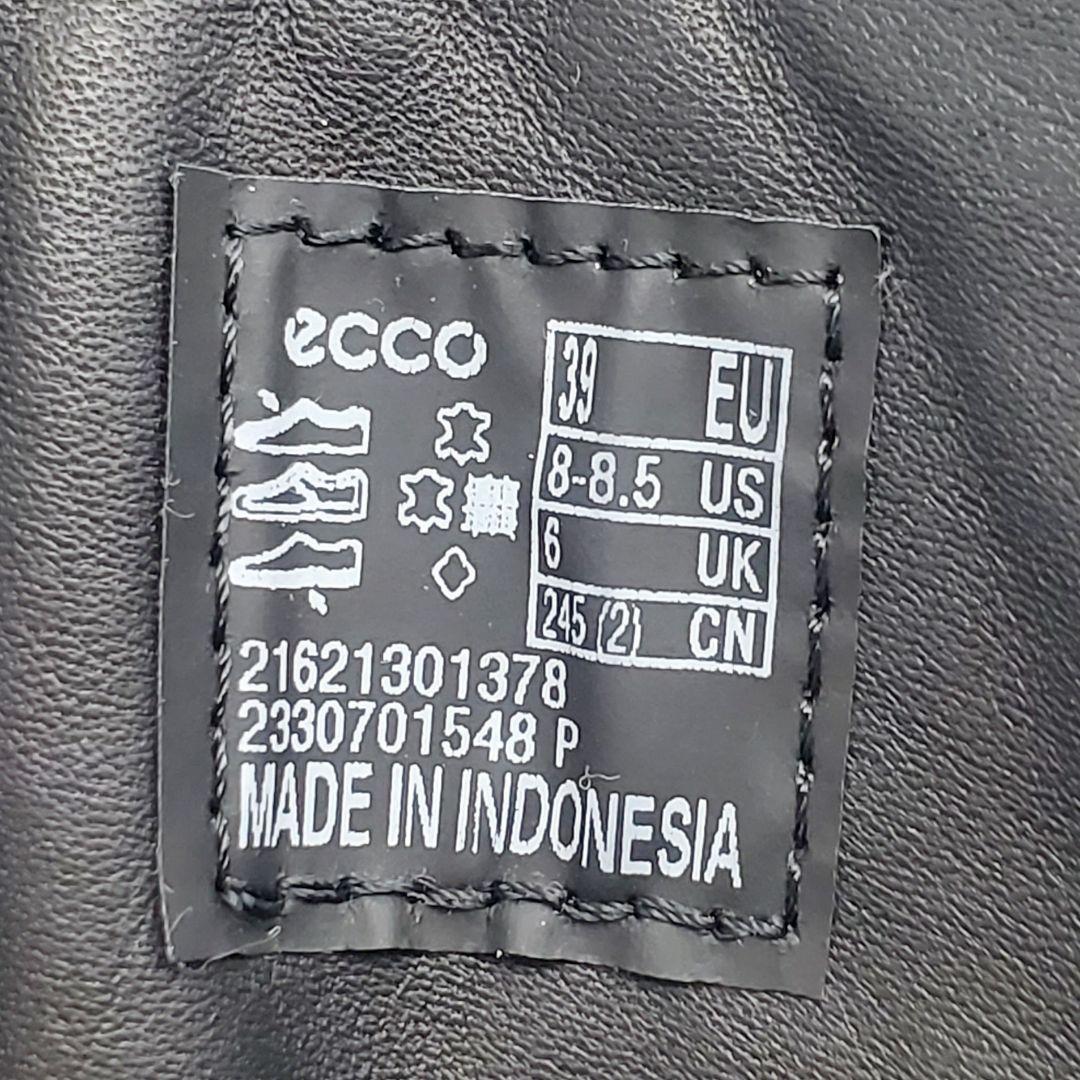 ecco
39 EU
8-8.5 US
6 UK
245 (2) CN
21621301378
2330701548 P
MADE IN INDONESIA